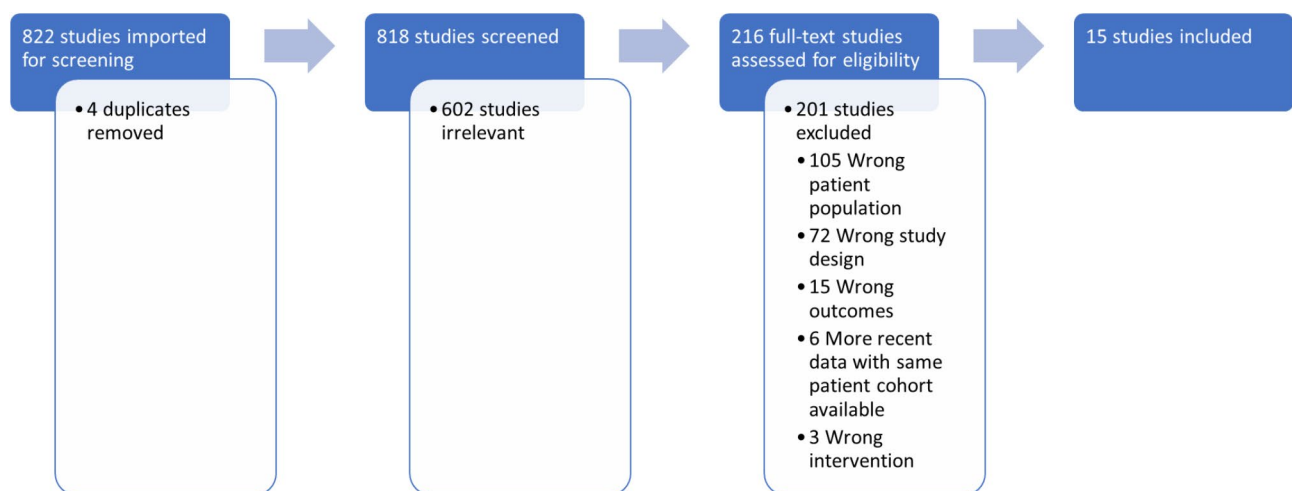 822 studies imported
for screening
• 4 duplicates
removed
818 studies screened
• 602 studies
irrelevant
216 full-text studies
assessed for eligibility
• 201 studies
excluded
• 105 Wrong
patient
population
• 72 Wrong study
design
• 15 Wrong
outcomes
• 6 More recent
data with same
patient cohort
available
• 3 Wrong
intervention
15 studies included